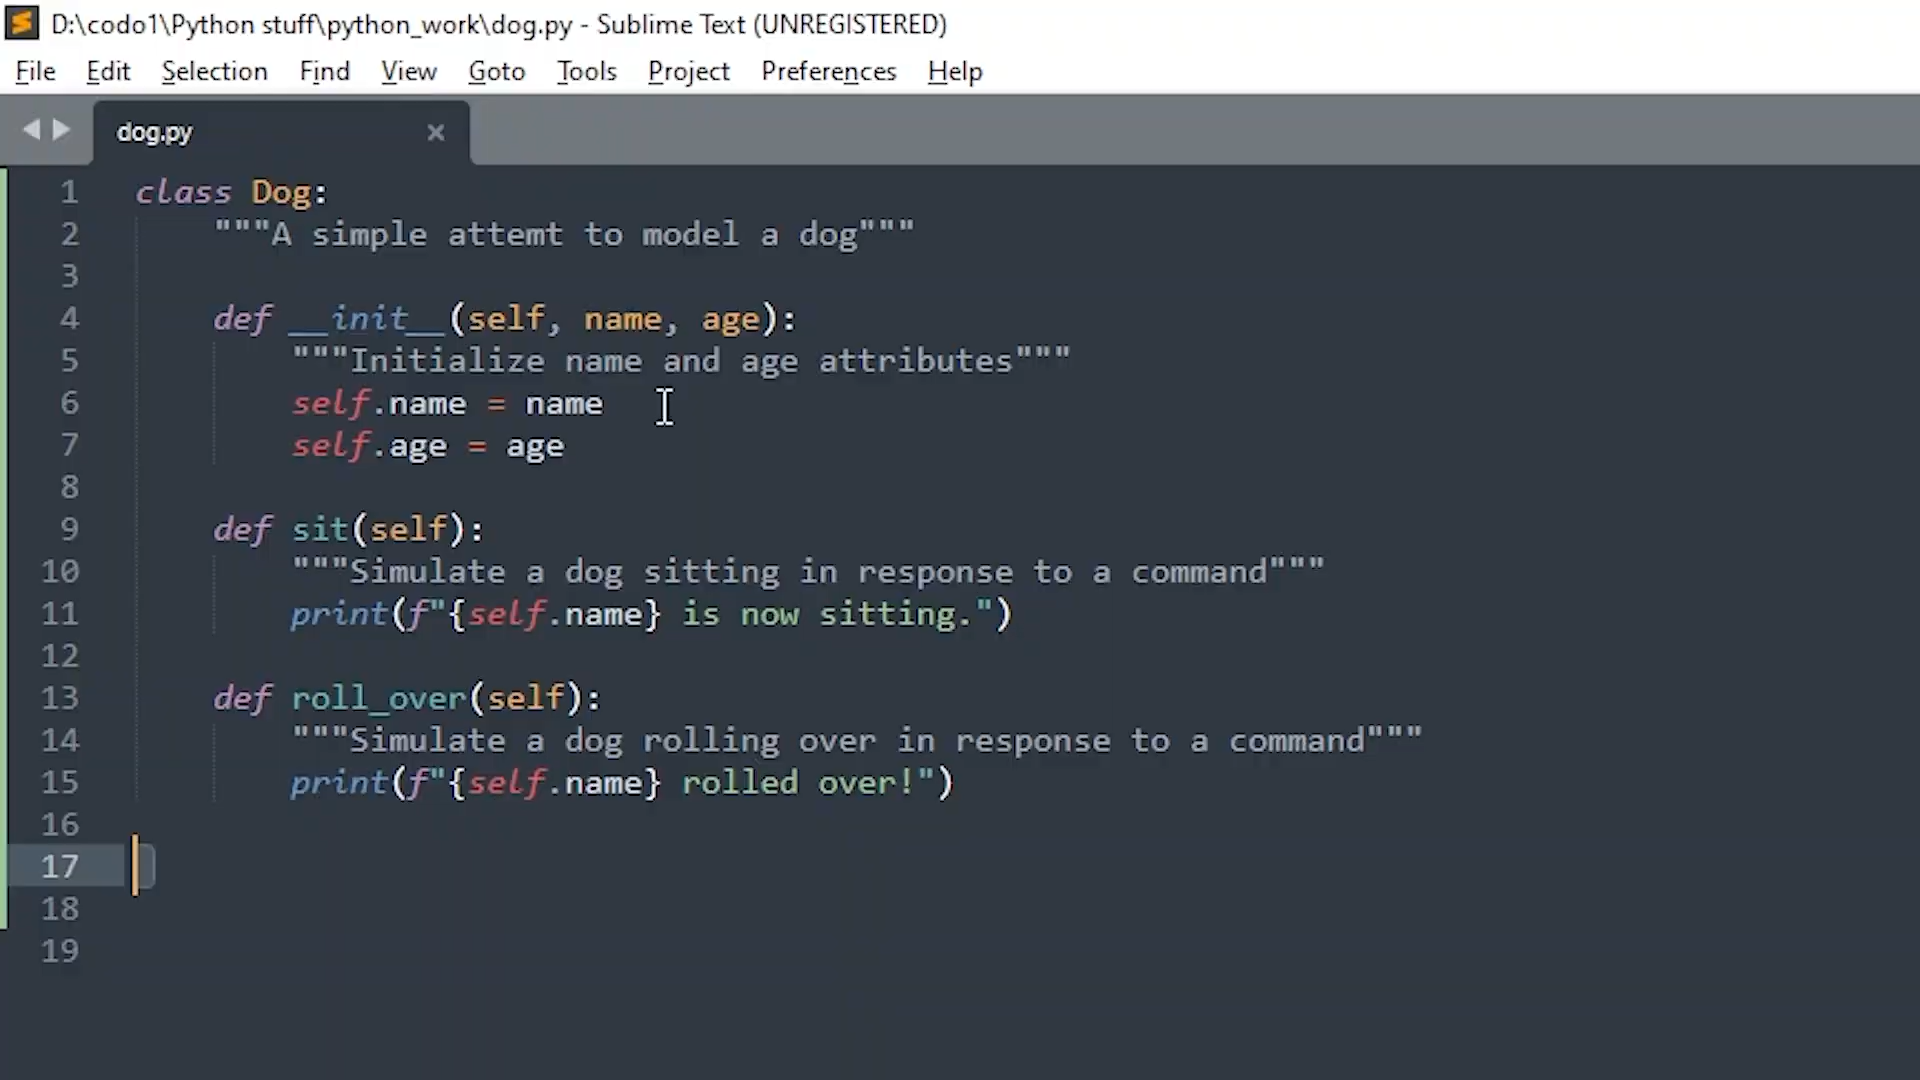 D:\codo1\Python stuff\python_work\dog.py - Sublime Text (UNREGISTERED)
File Edit Selection Find View Goto Tools Project Preferences Help
dog.py
1 class Dog:
2     """A simple attemt to model a dog"""
3
4     def __init__(self, name, age):
5         """Initialize name and age attributes"""
6         self.name = name
7         self.age = age
8
9     def sit(self):
10         """Simulate a dog sitting in response to a command"""
11         print(f"{self.name} is now sitting.")
12
13     def roll_over(self):
14         """Simulate a dog rolling over in response to a command"""
15         print(f"{self.name} rolled over!")
16
17
18
19